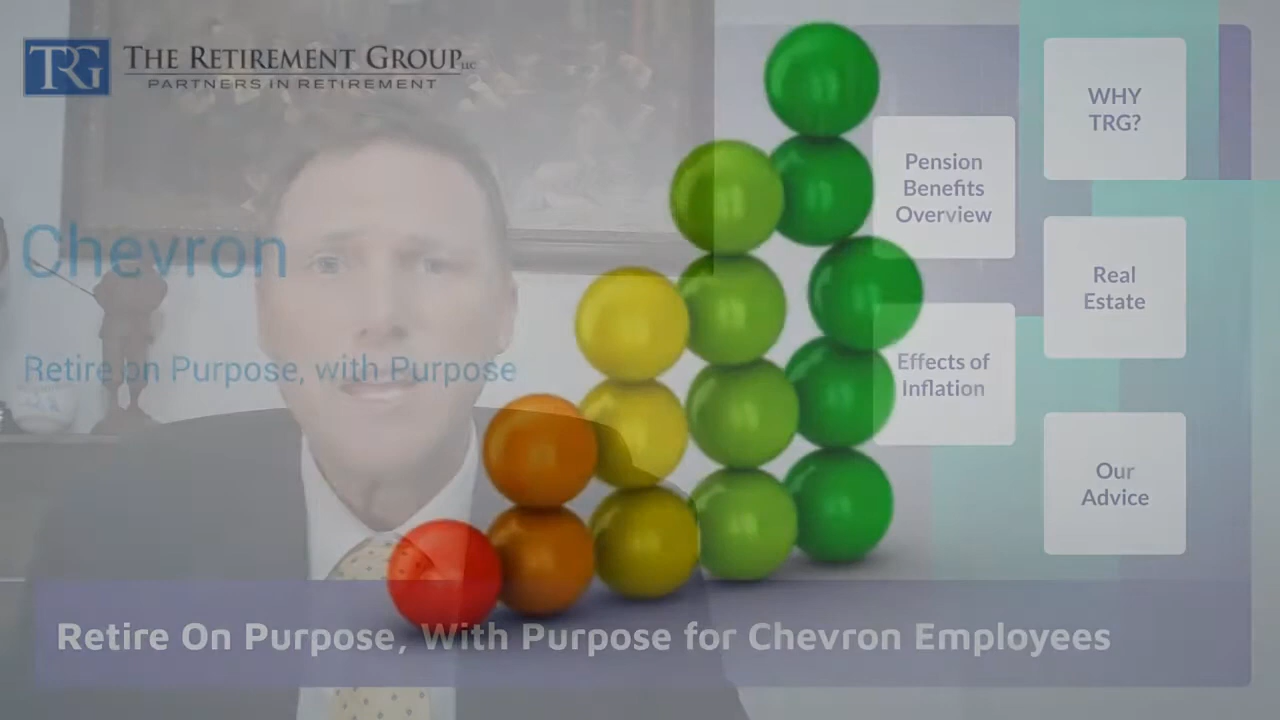 TRG
THE RETIREMENT GROUP LLC
PARTNERS IN RETIREMENT
Chevron
Retire on Purpose, with Purpose
WHY
TRG?
Pension
Benefits
Overview
Real
Estate
Effects of
Inflation
Our
Advice
Retire On Purpose, With Purpose for Chevron Employees